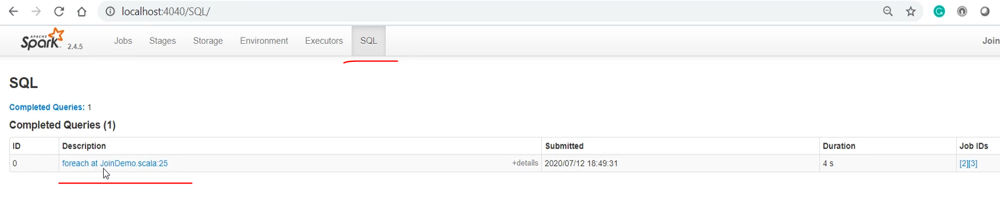 localhost:4040/SQL/
APACHE Spark 2.4.5 Jobs Stages Storage Environment Executors SQL Join
SQL
Completed Queries: 1
Completed Queries (1)
ID Description Submitted Duration Job IDs
0 foreach at JoinDemo.scala:25 +details 2020/07/12 18:49:31 4 s [2][3]